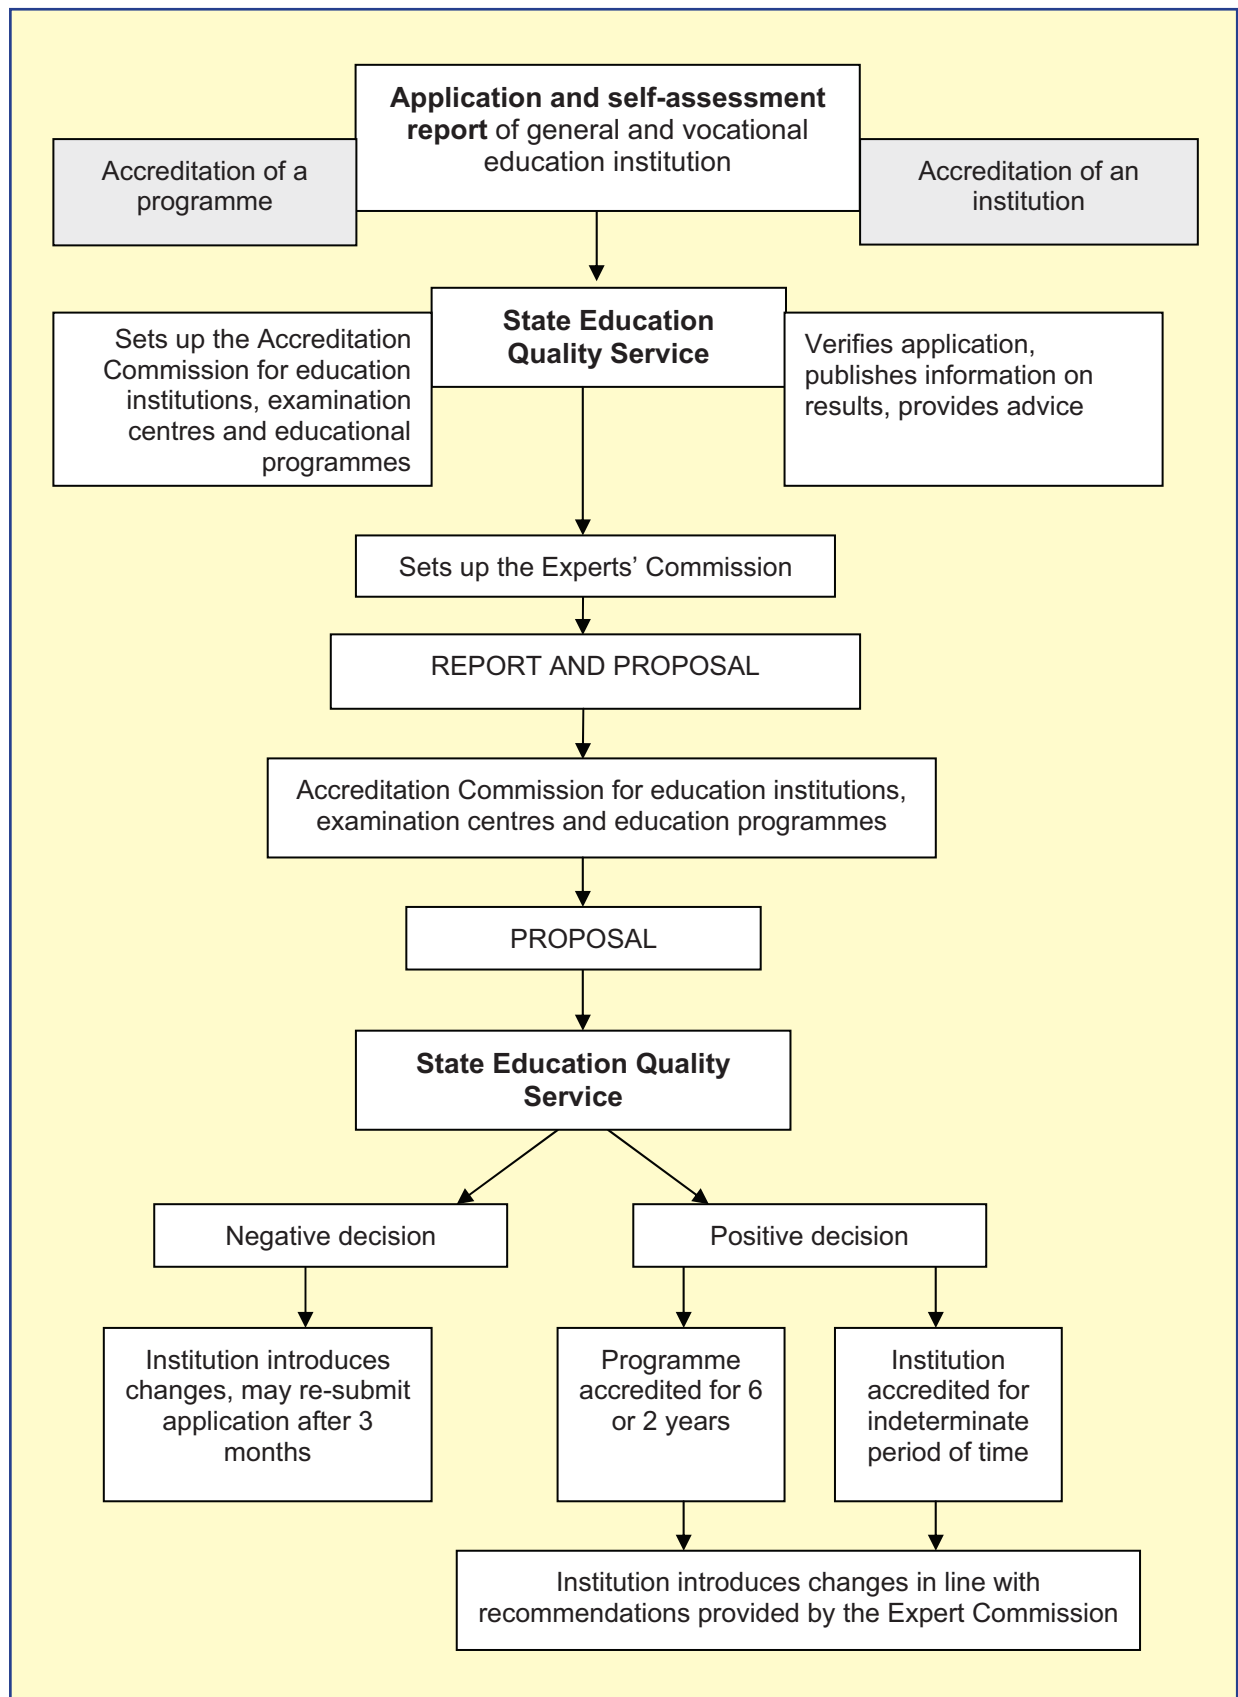 Application and self-assessment
report of general and vocational
education institution
Accreditation of a
programme
Accreditation of an
institution
State Education
Quality Service
Sets up the Accreditation
Commission for education
institutions, examination
centres and educational
programmes
Verifies application,
publishes information on
results, provides advice
Sets up the Experts’ Commission
REPORT AND PROPOSAL
Accreditation Commission for education institutions,
examination centres and education programmes
PROPOSAL
State Education Quality
Service
Negative decision
Positive decision
Institution introduces
changes, may re-submit
application after 3
months
Programme
accredited for 6
or 2 years
Institution
accredited for
indeterminate
period of time
Institution introduces changes in line with
recommendations provided by the Expert Commission